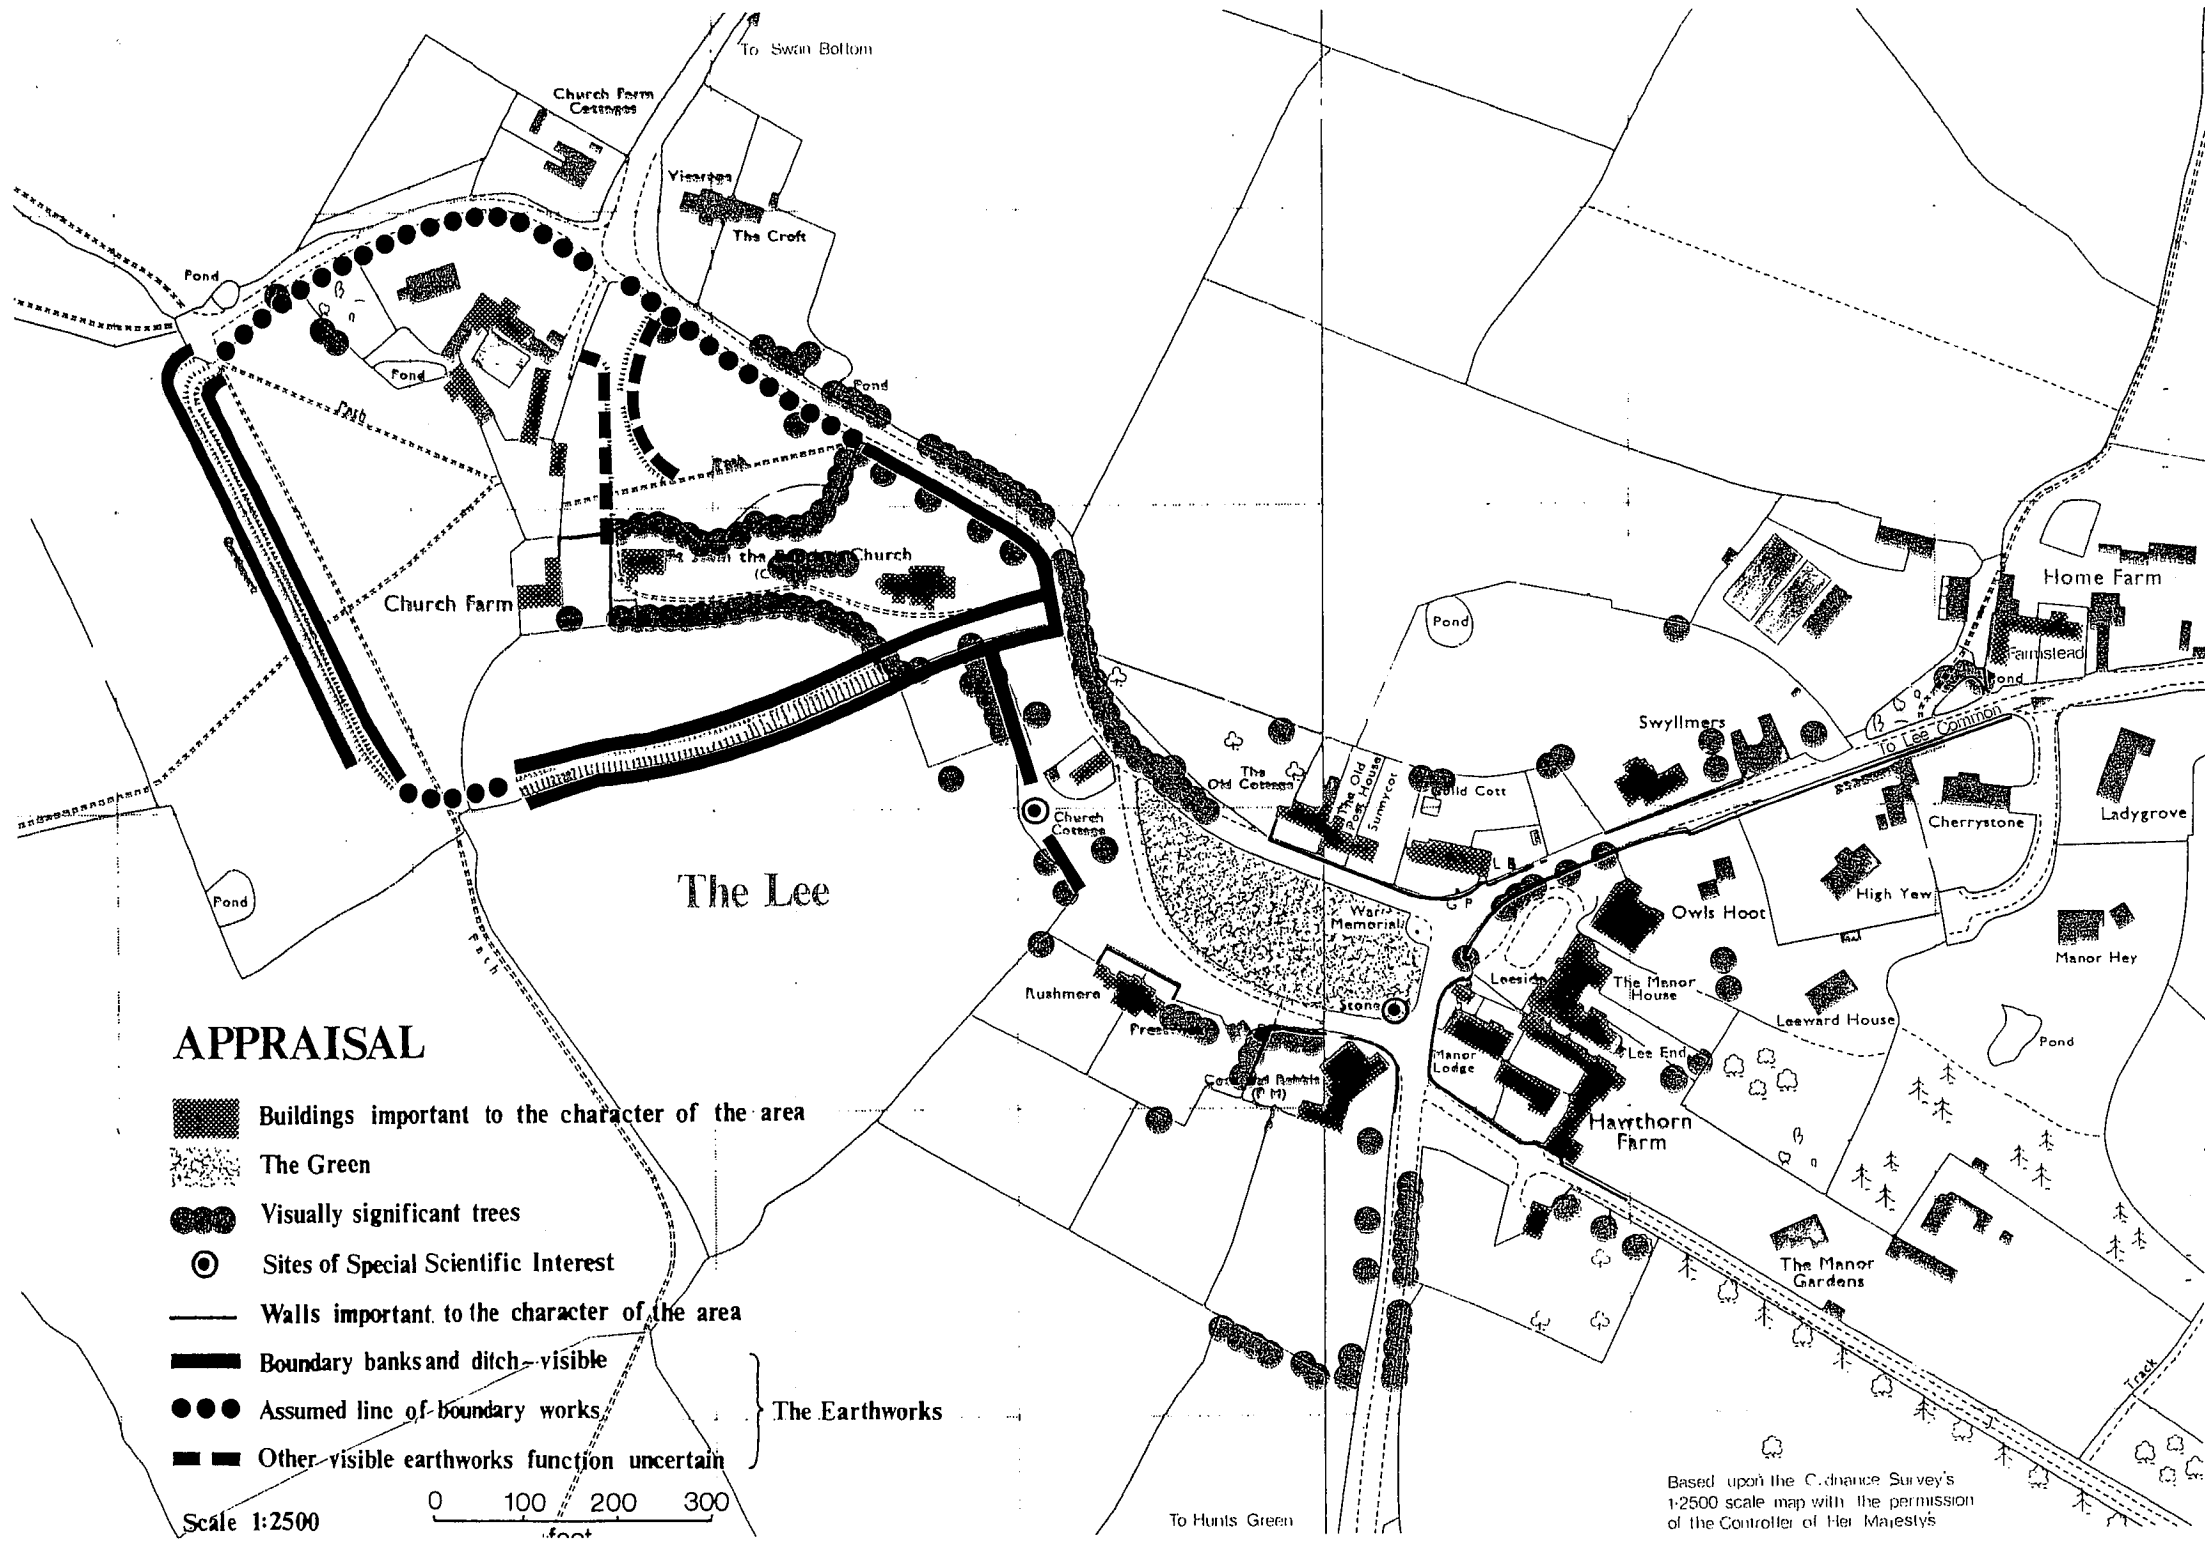 To Swan Bottom
Church Farm
Cottages
Vicarage
The Croft
Pond
Pond
Path
Pond
Path
Church
Church Farm
Home Farm
Farmstead
Pond
Pond
Swyllmers
To Lee Common
The
Old Cottage
The Old
Post House
Sunnycot
Guild Cott
Cherrystone
Ladygrove
Church
Cottage
L B
High Yew
Owls Hoot
G P
The Lee
Pond
Path
War
Memorial
Manor Hey
Leeside
The Manor
House
Rushmere
Stone
Leeward House
Pond
Lee End
Manor
Lodge
(P M)
Hawthorn
Farm
The Manor
Gardens
Track
APPRAISAL
Buildings important to the character of the area
The Green
Visually significant trees
Sites of Special Scientific Interest
Walls important to the character of the area
Boundary banks and ditch - visible
Assumed line of boundary works
Other visible earthworks function uncertain
The Earthworks
Scale 1:2500
0 100 200 300
foot
To Hunts Green
Based upon the Ordnance Survey's
1:2500 scale map with the permission
of the Controller of Her Majesty's